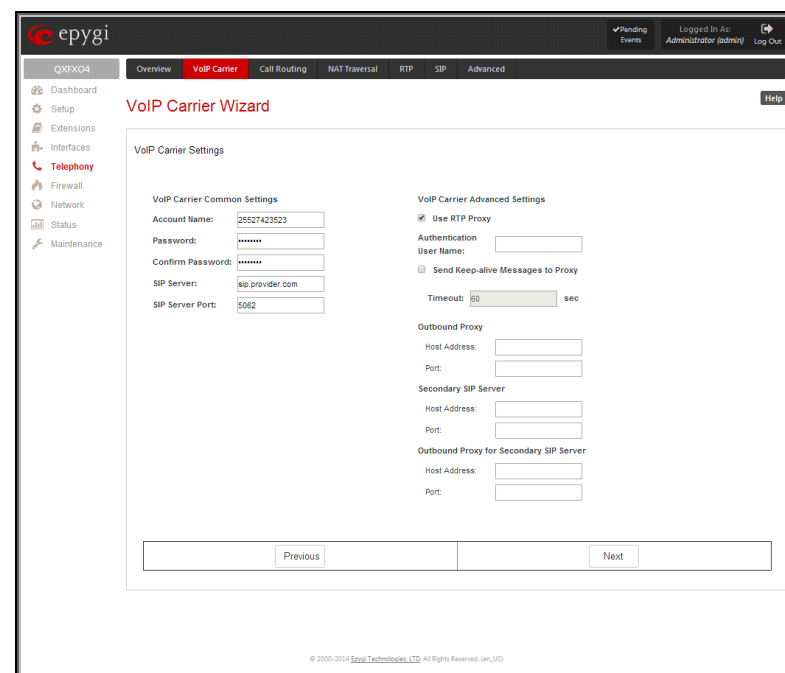 epygi
Pending Events
Logged In As:
Administrator (admin)
Log Out
QXFXO4
Overview VoIP Carrier Call Routing NAT Traversal RTP SIP Advanced
Dashboard
Setup
Extensions
Interfaces
Telephony
Firewall
Network
Status
Maintenance
VoIP Carrier Wizard
Help
VoIP Carrier Settings
VoIP Carrier Common Settings
Account Name: 25527423523
Password: ••••••••
Confirm Password: ••••••••
SIP Server: sip.provider.com
SIP Server Port: 5062
VoIP Carrier Advanced Settings
Use RTP Proxy
Authentication
User Name:
Send Keep-alive Messages to Proxy
Timeout: 60 sec
Outbound Proxy
Host Address:
Port:
Secondary SIP Server
Host Address:
Port:
Outbound Proxy for Secondary SIP Server
Host Address:
Port:
Previous Next
© 2000-2014 Epygi Technologies, LTD. All Rights Reserved. (en_US)